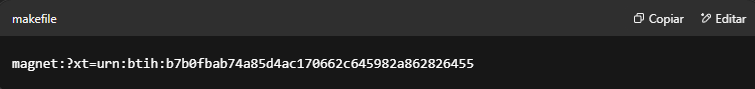 makefile Copiar Editar
magnet:?xt=urn:btih:b7b0fbab74a85d4ac170662c645982a862826455